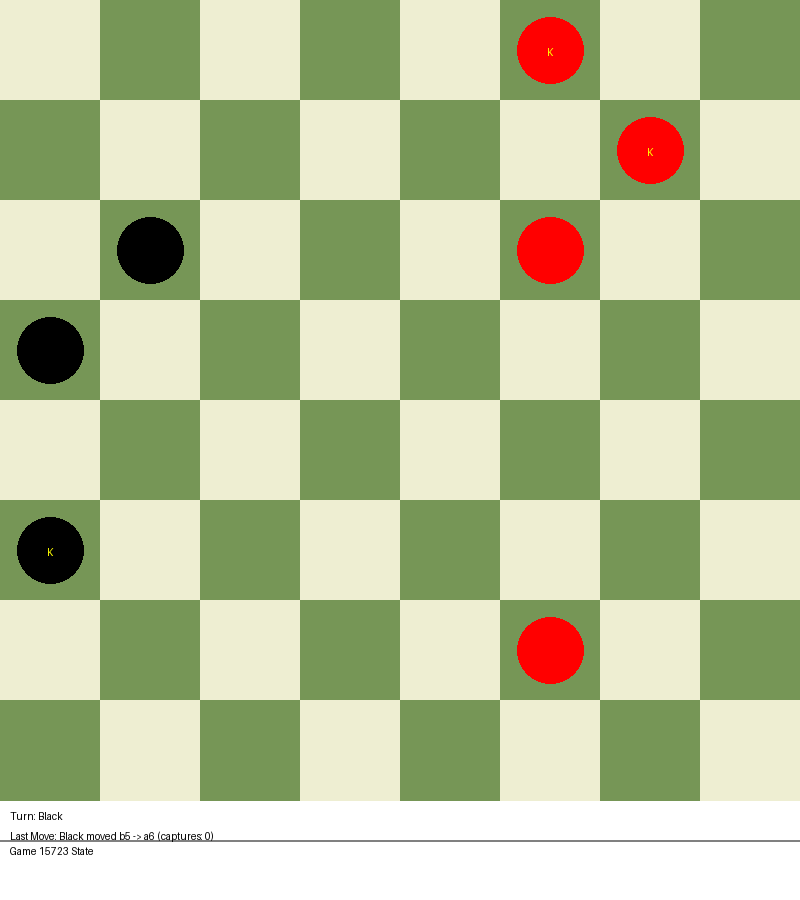 K
K
K
Turn: Black
Last Move: Black moved b5 -> a6 (captures: 0)
Game 15723 State